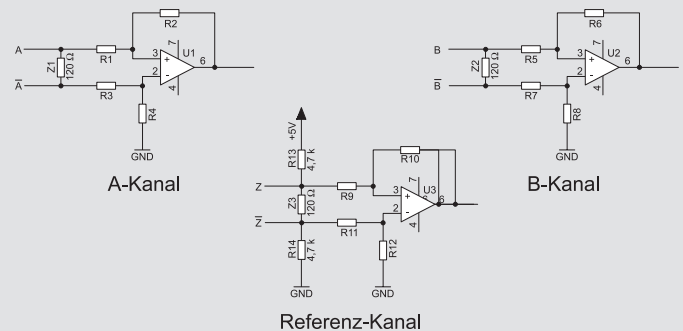 R2
A
R1
3
7
U1
6
+
-
Z1
120 Ω
A
R3
2
4
R4
GND
A-Kanal
R6
B
R5
3
7
U2
6
+
-
Z2
120 Ω
B
R7
2
4
R8
GND
B-Kanal
+5V
R13
4,7 k
R10
Z
R9
3
7
U3
6
6
+
-
Z3
120 Ω
Z
R11
2
4
R14
4,7 k
R12
GND
GND
Referenz-Kanal